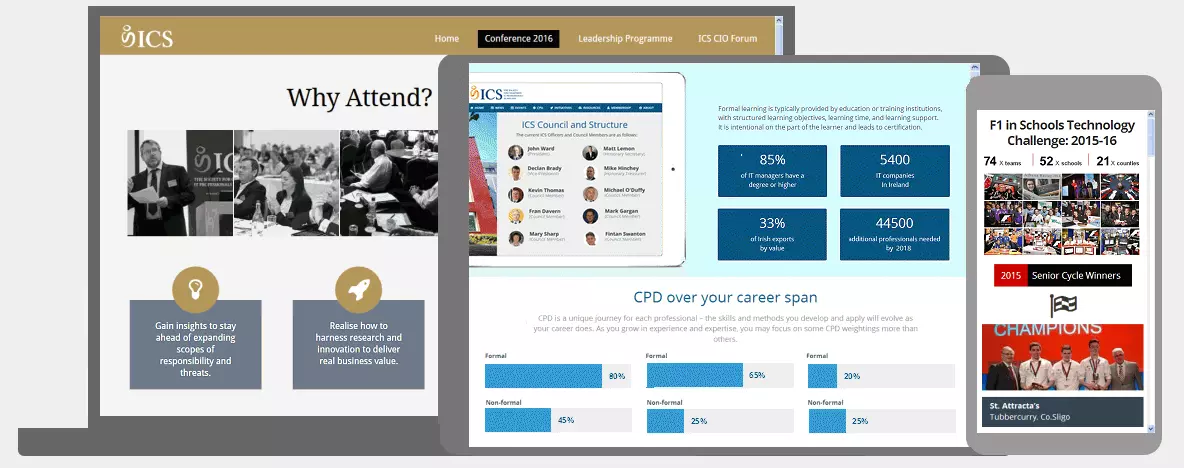 ICS
Home
Conference 2016
Leadership Programme
ICS CIO Forum
Why Attend?
ICS
Gain insights to stay
ahead of expanding
scopes of
responsibility and
threats.
Realise how to
harness research and
innovation to deliver
real business value.
ICS
HOME
NEWS
EVENTS
CPD
INITIATIVES
RESOURCES
MEMBERSHIP
ABOUT
ICS Council and Structure
The current ICS Officers and Council Members are as follows:
John Ward
(President)
Matt Lemon
(Honorary Secretary)
Declan Brady
(Vice President)
Mike Hinchey
(Honorary Treasurer)
Kevin Thomas
(Council Member)
Michael O'Duffy
(Council Member)
Fran Davern
(Council Member)
Mark Gargan
(Council Member)
Mary Sharp
(Council Member)
Fintan Swanton
(Council Member)
Formal learning is typically provided by education or training institutions,
with structured learning objectives, learning time, and learning support.
It is intentional on the part of the learner and leads to certification.
85%
of IT managers have a
degree or higher
5400
IT companies
In Ireland
33%
of Irish exports
by value
44500
additional professionals needed
by 2018
CPD over your career span
CPD is a unique journey for each professional – the skills and methods you develop and apply will evolve as
your career does. As you grow in experience and expertise, you may focus on some CPD weightings more than
others.
Formal
80%
Formal
65%
Formal
20%
Non-formal
45%
Non-formal
25%
Non-formal
25%
F1 in Schools Technology
Challenge: 2015-16
74 X teams
52 X schools
21 X counties
2015 Senior Cycle Winners
CHAMPIONS
St. Attracta's
Tubbercurry, Co.Sligo